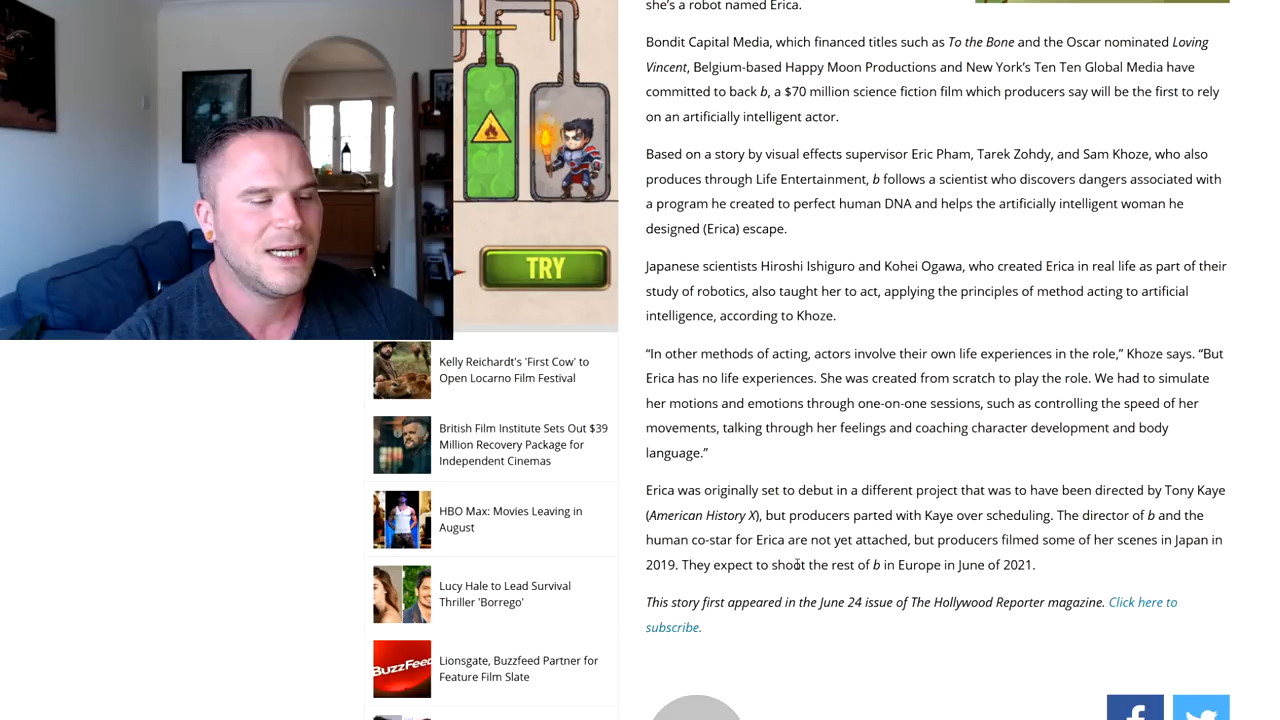 TRY
Kelly Reichardt's 'First Cow' to
Open Locarno Film Festival
British Film Institute Sets Out $39
Million Recovery Package for
Independent Cinemas
HBO Max: Movies Leaving in
August
Lucy Hale to Lead Survival
Thriller 'Borrego'
BuzzFeed
Lionsgate, Buzzfeed Partner for
Feature Film Slate
she’s a robot named Erica.
Bondit Capital Media, which financed titles such as To the Bone and the Oscar nominated Loving
Vincent, Belgium-based Happy Moon Productions and New York’s Ten Ten Global Media have
committed to back b, a $70 million science fiction film which producers say will be the first to rely
on an artificially intelligent actor.
Based on a story by visual effects supervisor Eric Pham, Tarek Zohdy, and Sam Khoze, who also
produces through Life Entertainment, b follows a scientist who discovers dangers associated with
a program he created to perfect human DNA and helps the artificially intelligent woman he
designed (Erica) escape.
Japanese scientists Hiroshi Ishiguro and Kohei Ogawa, who created Erica in real life as part of their
study of robotics, also taught her to act, applying the principles of method acting to artificial
intelligence, according to Khoze.
“In other methods of acting, actors involve their own life experiences in the role,” Khoze says. “But
Erica has no life experiences. She was created from scratch to play the role. We had to simulate
her motions and emotions through one-on-one sessions, such as controlling the speed of her
movements, talking through her feelings and coaching character development and body
language.”
Erica was originally set to debut in a different project that was to have been directed by Tony Kaye
(American History X), but producers parted with Kaye over scheduling. The director of b and the
human co-star for Erica are not yet attached, but producers filmed some of her scenes in Japan in
2019. They expect to shoot the rest of b in Europe in June of 2021.
This story first appeared in the June 24 issue of The Hollywood Reporter magazine. Click here to
subscribe.